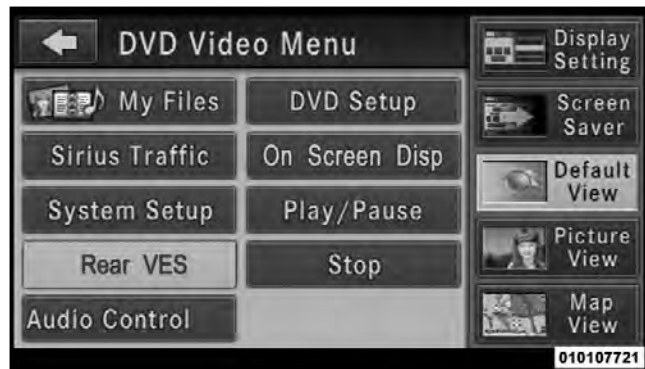 DVD Video Menu
My Files
DVD Setup
Sirius Traffic
On Screen Disp
System Setup
Play/Pause
Rear VES
Stop
Audio Control
Display
Setting
Screen
Saver
Default
View
Picture
View
Map
View
010107721